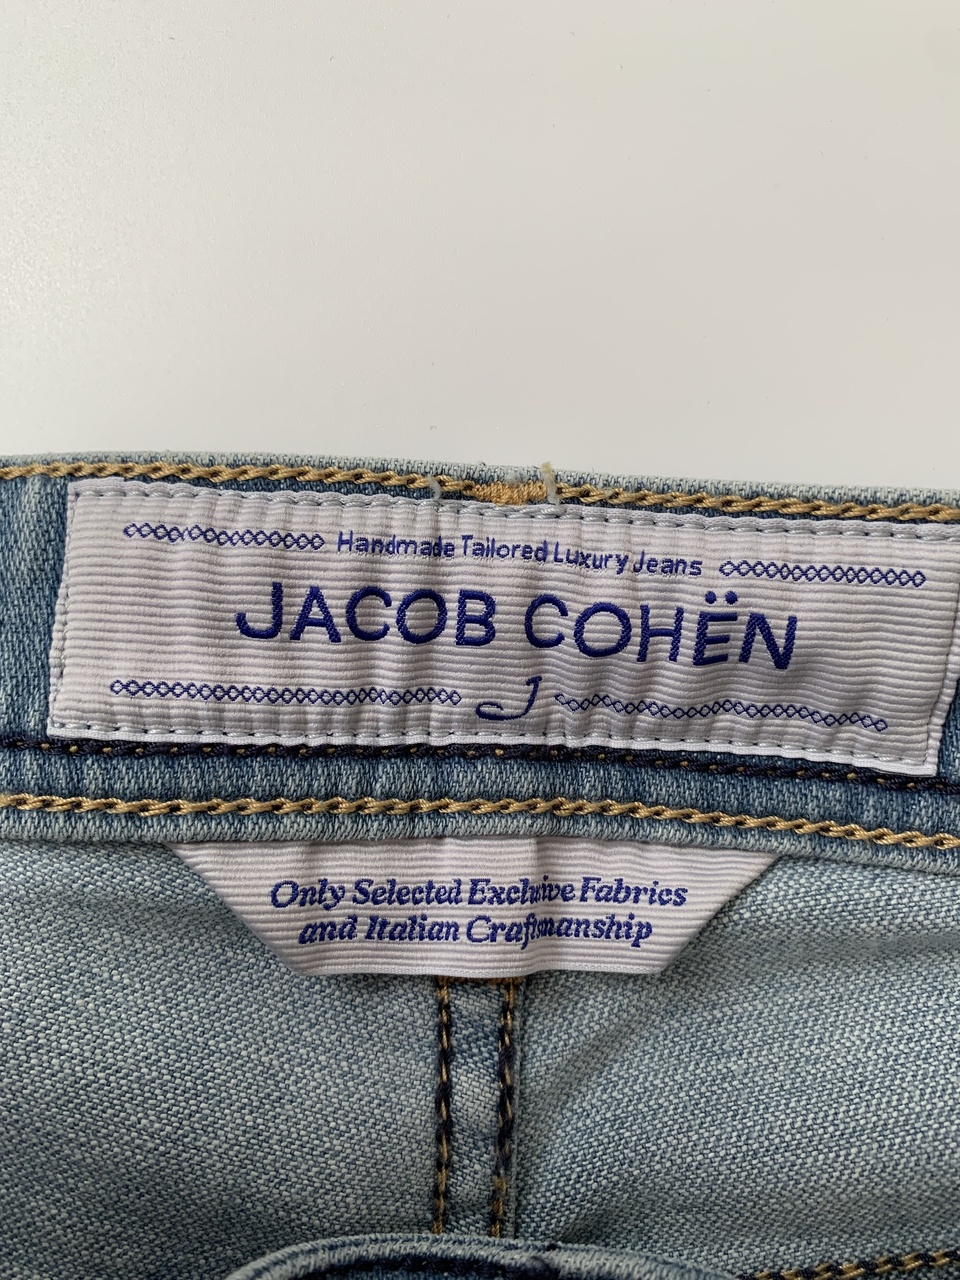 Handmade Tailored Luxury Jeans
JACOB COHËN
J
Only Selected Exclusive Fabrics
and Italian Craftsmanship